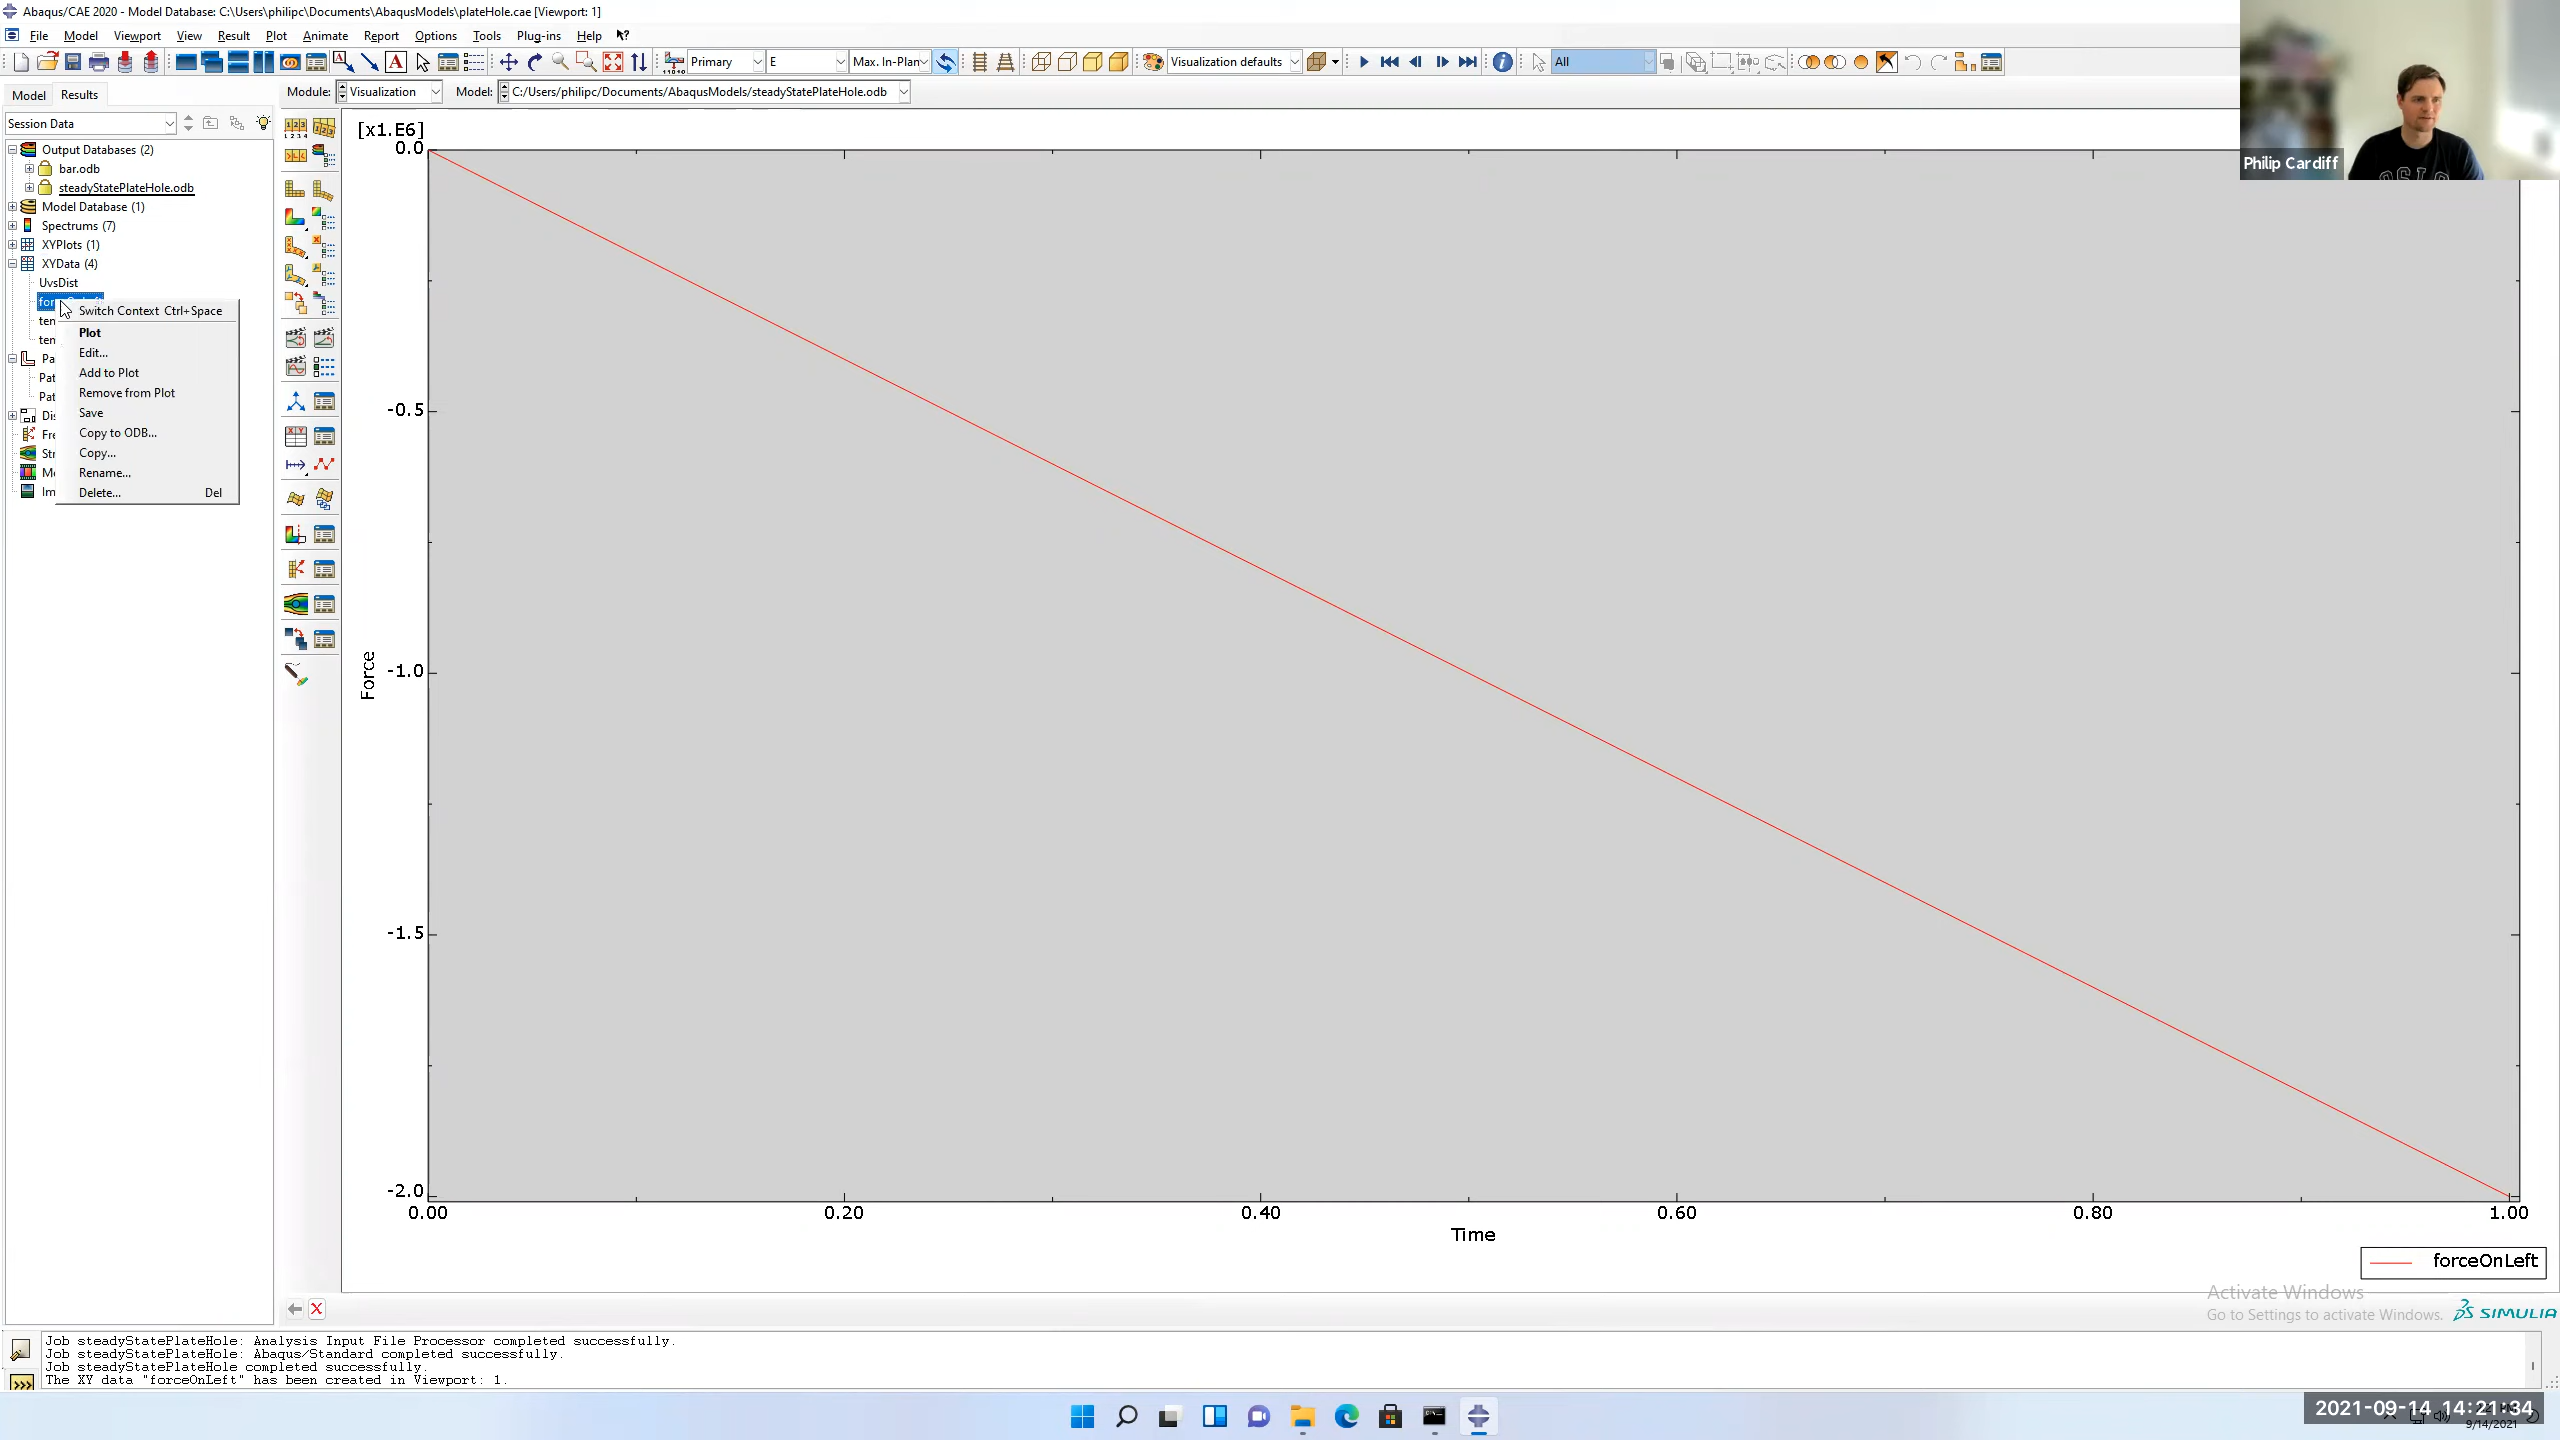 Abaqus/CAE 2020 - Model Database: C:\Users\philipc\Documents\AbaqusModels\plateHole.cae [Viewport: 1]
File Model Viewport View Result Plot Animate Report Options Tools Plug-ins Help
Primary E Max. In-Plan Visualization defaults All
Model Results
Module: Visualization Model: C:/Users/philipc/Documents/AbaqusModels/steadyStatePlateHole.odb
Session Data
Output Databases (2)
bar.odb
steadyStatePlateHole.odb
Model Database (1)
Spectrums (7)
XYPlots (1)
XYData (4)
UvsDist
Switch Context Ctrl+Space
Plot
Edit...
Add to Plot
Remove from Plot
Save
Copy to ODB...
Copy...
Rename...
Delete... Del
[x1.E6]
0.0
-0.5
-1.0
-1.5
-2.0
Force
0.00 0.20 0.40 0.60 0.80 1.00
Time
forceOnLeft
Philip Cardiff
Activate Windows
Go to Settings to activate Windows.
SIMULIA
Job steadyStatePlateHole: Analysis Input File Processor completed successfully.
Job steadyStatePlateHole: Abaqus/Standard completed successfully.
Job steadyStatePlateHole completed successfully.
The XY data "forceOnLeft" has been created in Viewport: 1.
2021-09-14 14:21:34
9/14/2021